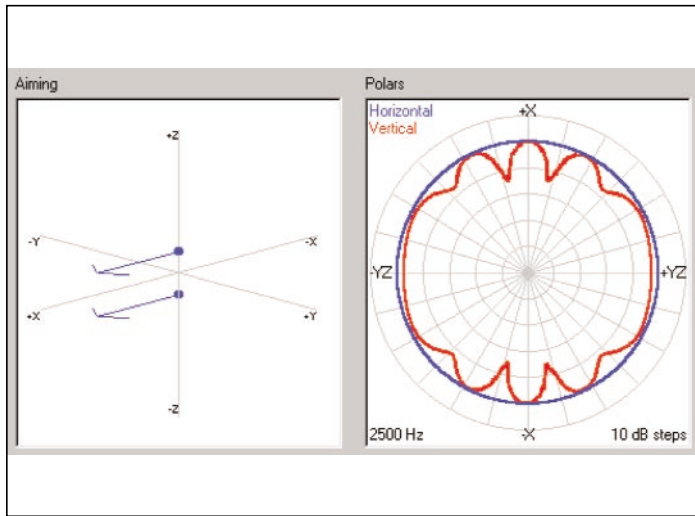 Aiming
+Z
-Y
-X
+X
+Y
-Z
Polars
Horizontal
Vertical
+X
-YZ
+YZ
-X
2500 Hz
10 dB steps